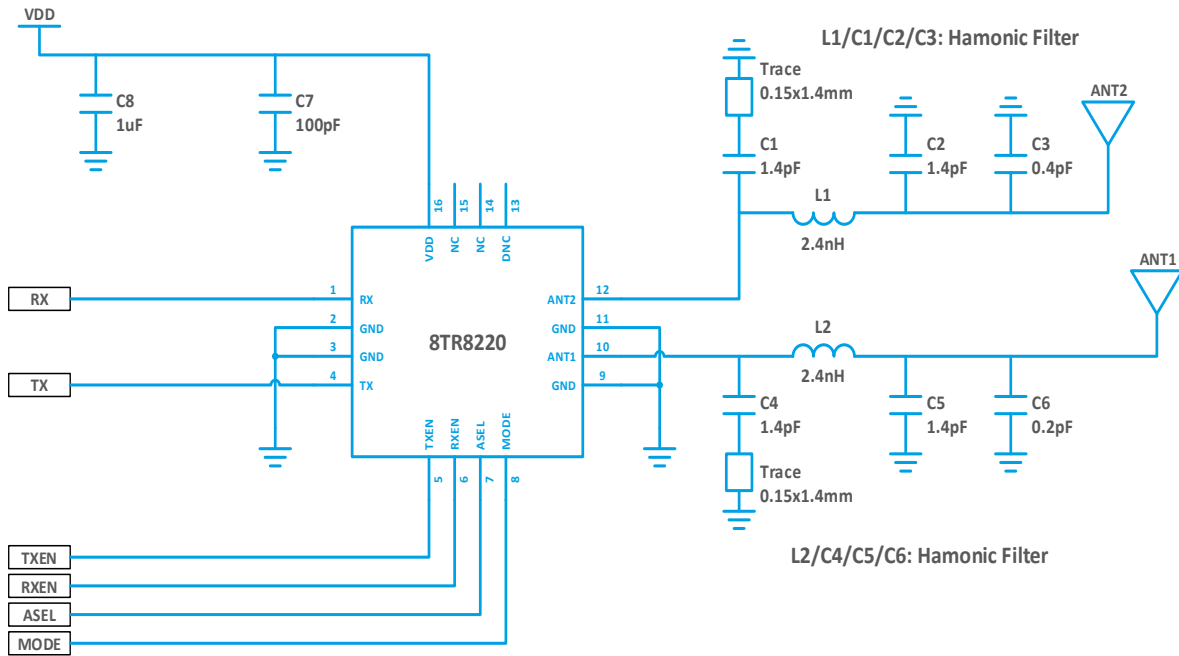 VDD
L1/C1/C2/C3: Hamonic Filter
C8
1uF
C7
100pF
Trace
0.15x1.4mm
C1
1.4pF
C2
1.4pF
C3
0.4pF
ANT2
L1
2.4nH
16
15
14
13
VDD
NC
NC
DNC
RX
1
RX
2
GND
3
GND
TX
4
TX
8TR8220
ANT2
12
GND
11
ANT1
10
GND
9
TXEN
RXEN
ASEL
MODE
5
6
7
8
ANT1
L2
2.4nH
C4
1.4pF
C5
1.4pF
C6
0.2pF
Trace
0.15x1.4mm
L2/C4/C5/C6: Hamonic Filter
TXEN
RXEN
ASEL
MODE